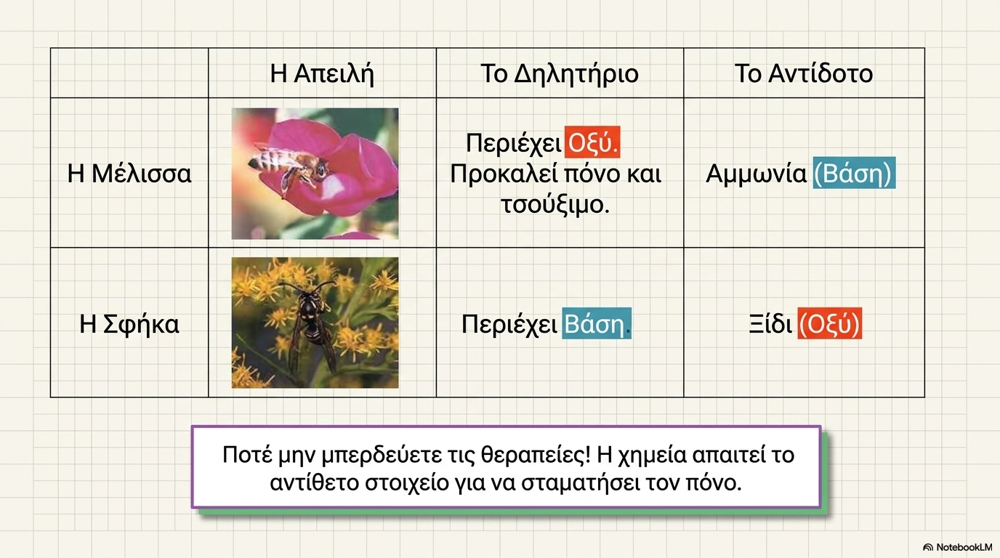 Η Απειλή
Το Δηλητήριο
Το Αντίδοτο
Η Μέλισσα
Περιέχει Οξύ.
Προκαλεί πόνο και
τσούξιμο.
Αμμωνία (Βάση)
Η Σφήκα
Περιέχει Βάση.
Ξίδι (Οξύ)
Ποτέ μην μπερδεύετε τις θεραπείες! Η χημεία απαιτεί το
αντίθετο στοιχείο για να σταματήσει τον πόνο.
NotebookLM